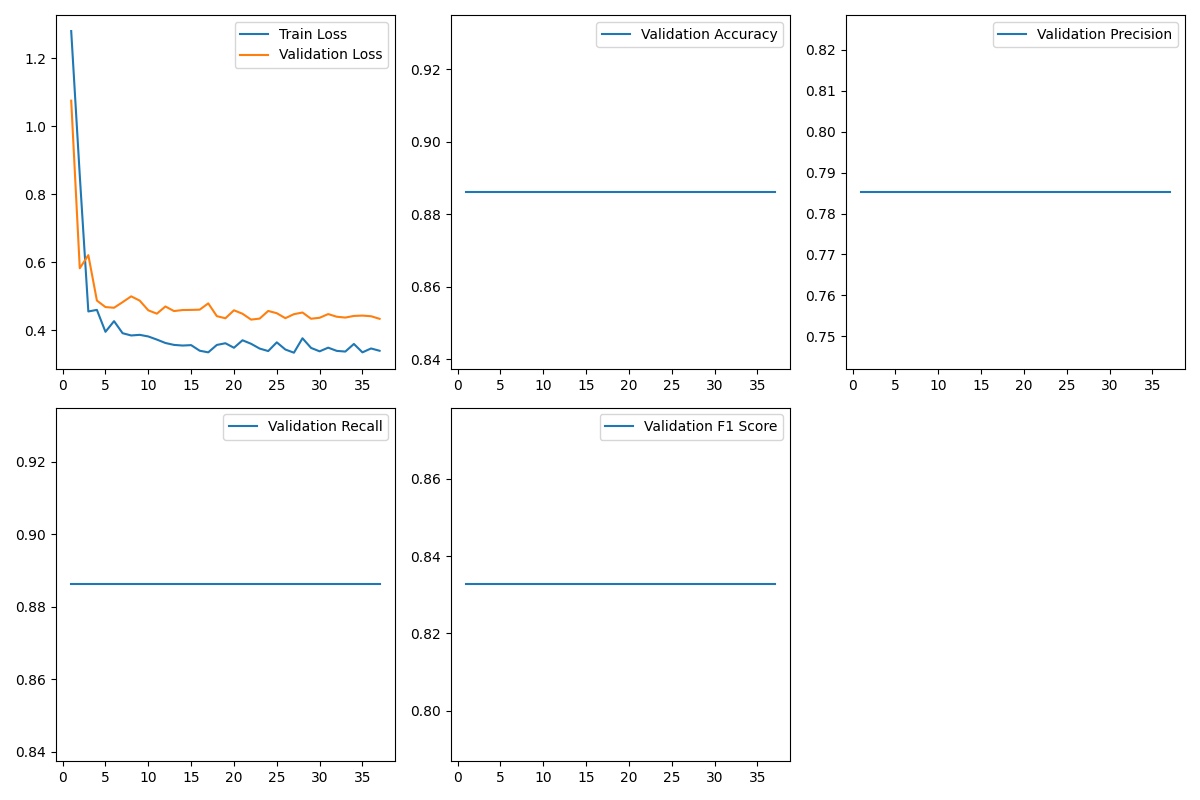 Train Loss
Validation Loss
1.2
1.0
0.8
0.6
0.4
0 5 10 15 20 25 30 35
Validation Accuracy
0.92
0.90
0.88
0.86
0.84
0 5 10 15 20 25 30 35
Validation Precision
0.82
0.81
0.80
0.79
0.78
0.77
0.76
0.75
0 5 10 15 20 25 30 35
Validation Recall
0.92
0.90
0.88
0.86
0.84
0 5 10 15 20 25 30 35
Validation F1 Score
0.86
0.84
0.82
0.80
0 5 10 15 20 25 30 35